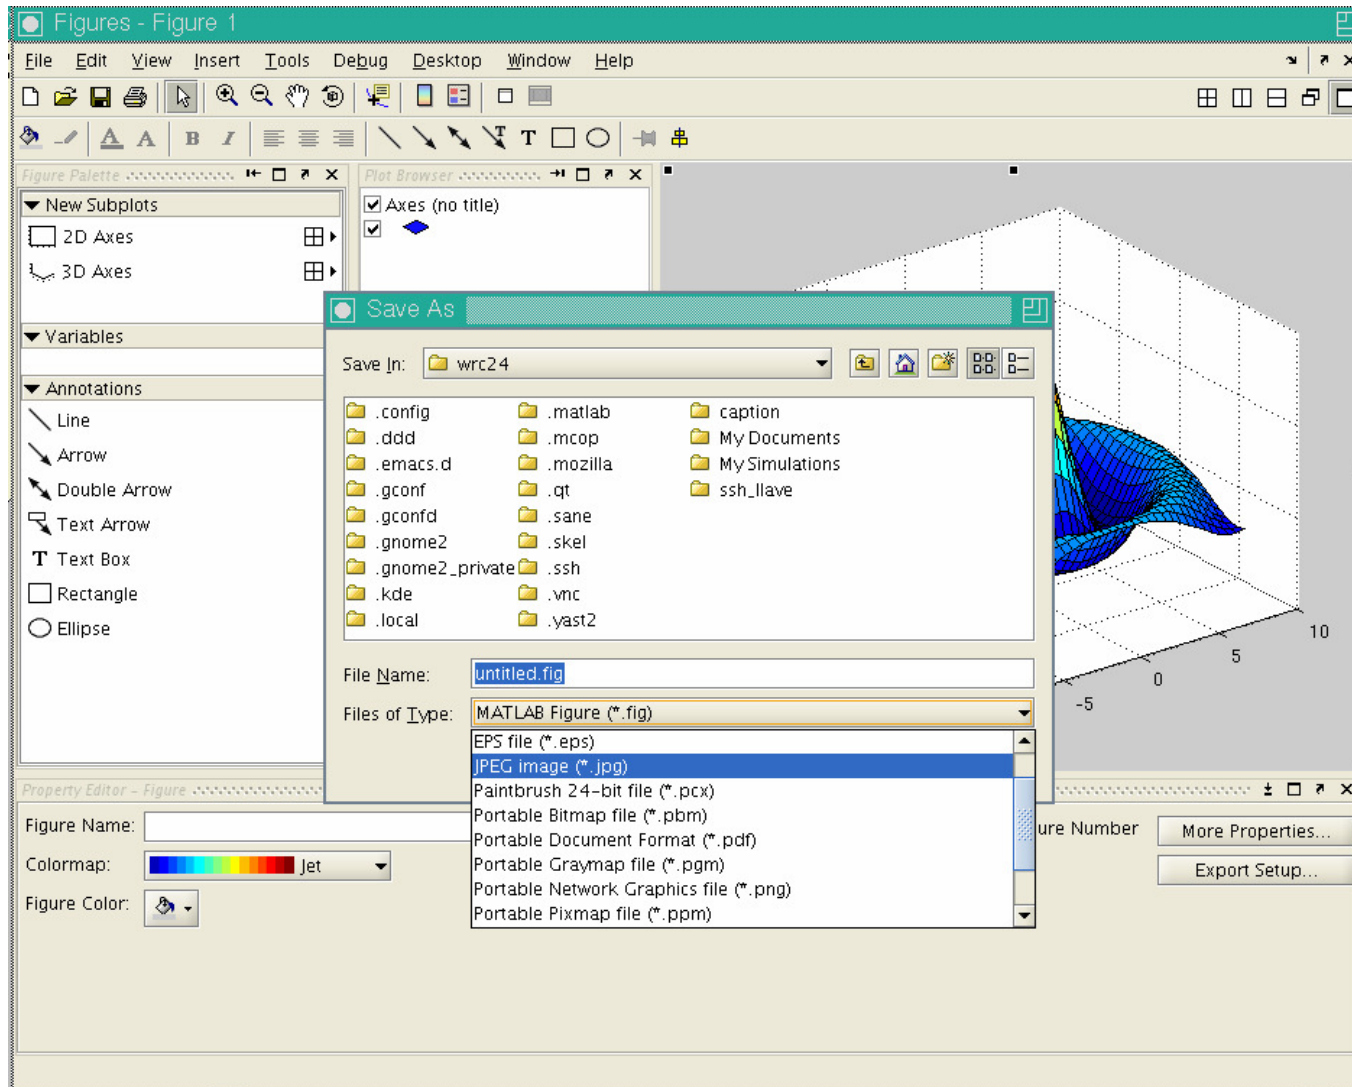 Figures - Figure 1
File Edit View Insert Tools Debug Desktop Window Help
Figure Palette
Plot Browser
New Subplots
2D Axes
3D Axes
Axes (no title)
Variables
Annotations
Line
Arrow
Double Arrow
Text Arrow
T Text Box
Rectangle
Ellipse
Save As
Save In: wrc24
.config .matlab caption
.ddd .mcop My Documents
.emacs.d .mozilla My Simulations
.gconf .qt ssh_llave
.gconfd .sane
.gnome2 .skel
.gnome2_private .ssh
.kde .vnc
.local .yast2
File Name: untitled.fig
Files of Type: MATLAB Figure (*.fig)
EPS file (*.eps)
JPEG image (*.jpg)
Paintbrush 24-bit file (*.pcx)
Portable Bitmap file (*.pbm)
Portable Document Format (*.pdf)
Portable Graymap file (*.pgm)
Portable Network Graphics file (*.png)
Portable Pixmap file (*.ppm)
10
5
0
-5
Property Editor - Figure
Figure Name:
ure Number
More Properties...
Colormap: Jet
Export Setup...
Figure Color: